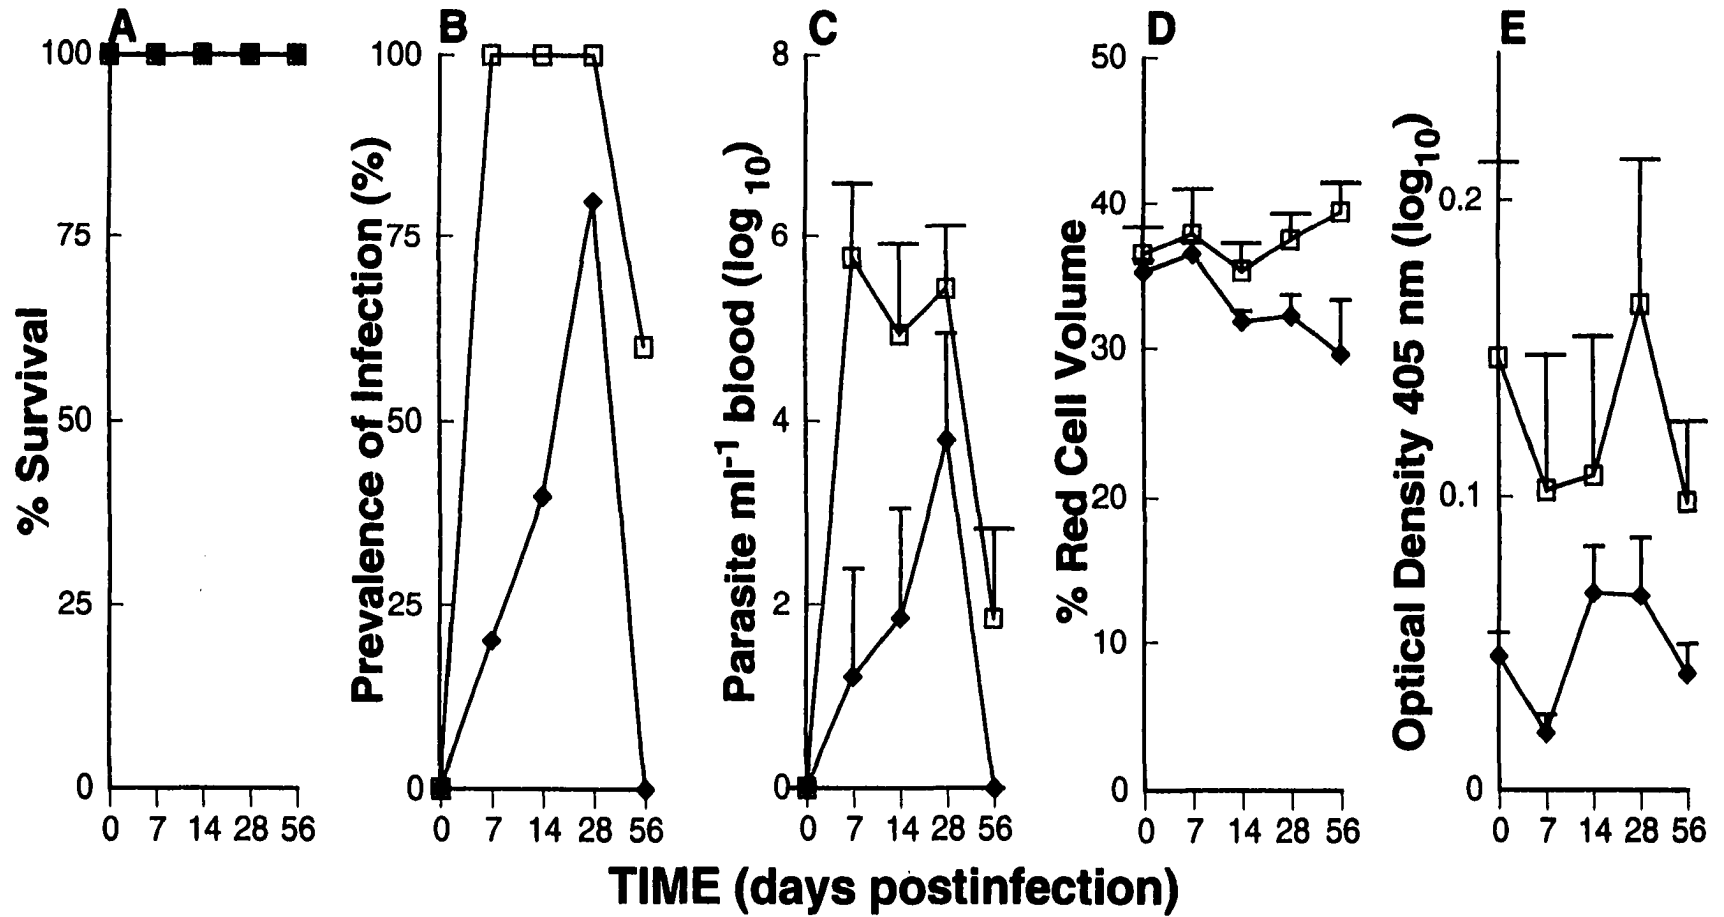 A
B
C
D
E
% Survival
100
75
50
25
0
0 7 14 28 56
Prevalence of Infection (%)
100
75
50
25
0
0 7 14 28 56
Parasite ml-1 blood (log 10)
8
6
4
2
0
0 7 14 28 56
% Red Cell Volume
50
40
30
20
10
0
0 7 14 28 56
Optical Density 405 nm (log10)
0.2
0.1
0
0 7 14 28 56
TIME (days postinfection)